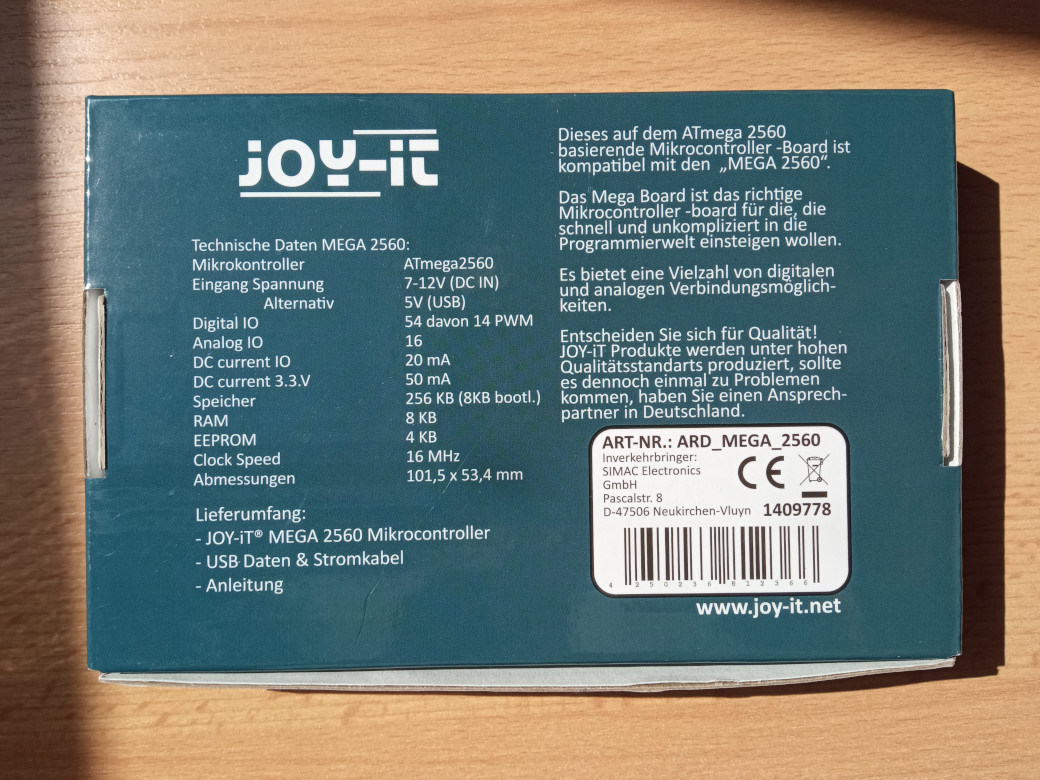 JOY-iT
Technische Daten MEGA 2560:
Mikrokontroller ATmega2560
Eingang Spannung 7-12V (DC IN)
Alternativ 5V (USB)
Digital IO 54 davon 14 PWM
Analog IO 16
DC current IO 20 mA
DC current 3.3.V 50 mA
Speicher 256 KB (8KB bootl.)
RAM 8 KB
EEPROM 4 KB
Clock Speed 16 MHz
Abmessungen 101,5 x 53,4 mm
Lieferumfang:
- JOY-iT® MEGA 2560 Mikrocontroller
- USB Daten & Stromkabel
- Anleitung
Dieses auf dem ATmega 2560
basierende Mikrocontroller -Board ist
kompatibel mit den „MEGA 2560“.
Das Mega Board ist das richtige
Mikrocontroller -board für die, die
schnell und unkompliziert in die
Programmierwelt einsteigen wollen.
Es bietet eine Vielzahl von digitalen
und analogen Verbindungsmöglich-
keiten.
Entscheiden Sie sich für Qualität!
JOY-iT Produkte werden unter hohen
Qualitätsstandarts produziert, sollte
es dennoch einmal zu Problemen
kommen, haben Sie einen Ansprech-
partner in Deutschland.
ART-NR.: ARD_MEGA_2560
Inverkehrbringer:
SIMAC Electronics
GmbH
Pascalstr. 8
D-47506 Neukirchen-Vluyn 1409778
CE
4 250236 812366
www.joy-it.net